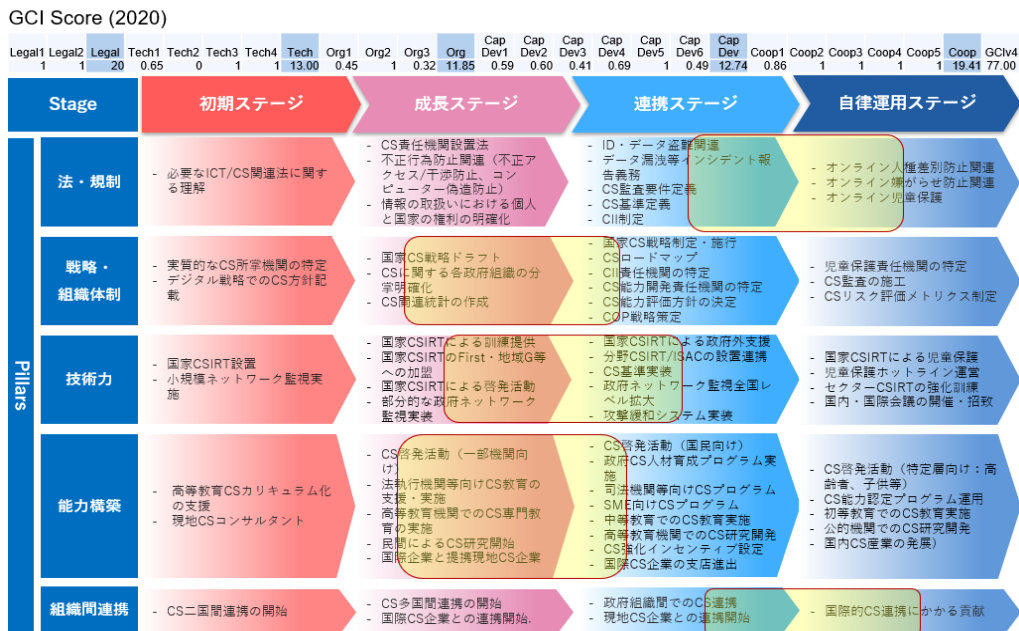 GCI Score (2020)
Legal1 Legal2 Legal Tech1 Tech2 Tech3 Tech4 Tech Org1 Org2 Org3 Org Cap Dev1 Cap Dev2 Cap Dev3 Cap Dev4 Cap Dev5 Cap Dev6 Cap Dev Coop1 Coop2 Coop3 Coop4 Coop5 Coop GCIv4
1 1 20 0.65 0 1 1 13.00 0.45 1 0.32 11.85 0.59 0.60 0.41 0.69 1 0.49 12.74 0.86 1 1 1 1 19.41 77.00
Stage
初期ステージ
成長ステージ
連携ステージ
自律運用ステージ
Pillars
法・規制
- 必要なICT/CS関連法に関す
る理解
- CS責任機関設置法
- 不正行為防止関連（不正ア
クセス/干渉防止、コン
ピューター偽造防止）
- 情報の取扱いにおける個人
と国家の権利の明確化
- ID・データ盗難関連
- データ漏洩等インシデント報
告義務
- CS監査要件定義
- CS基準定義
- CII制定
- オンライン人種差別防止関連
- オンライン嫌がらせ防止関連
- オンライン児童保護
戦略・
組織体制
- 実質的なCS所掌機関の特定
- デジタル戦略でのCS方針記
載
- 国家CS戦略ドラフト
- CSに関する各政府組織の分
掌明確化
- CS関連統計の作成
- 国家CS戦略制定・施行
- CSロードマップ
- CII責任機関の特定
- CS能力開発責任機関の特定
- CS能力評価方針の決定
- COP戦略策定
- 児童保護責任機関の特定
- CS監査の施工
- CSリスク評価メトリクス制定
技術力
- 国家CSIRT設置
- 小規模ネットワーク監視実
施
- 国家CSIRTによる訓練提供
- 国家CSIRTのFirst・地域G等
への加盟
- 国家CSIRTによる啓発活動
- 部分的な政府ネットワーク
監視実装
- 国家CSIRTによる政府外支援
- 分野CSIRT/ISACの設置連携
- CS基準実装
- 政府ネットワーク監視全国レ
ベル拡大
- 攻撃緩和システム実装
- 国家CSIRTによる児童保護
- 児童保護ホットライン運営
- セクターCSIRTの強化訓練
- 国内・国際会議の開催・招致
能力構築
- 高等教育CSカリキュラム化
の支援
- 現地CSコンサルタント
- CS啓発活動（一部機関向
け）
- 法執行機関等向けCS教育の
支援・実施
- 高等教育機関でのCS専門教
育の実施
- 民間によるCS研究開始
- 国際企業と提携現地CS企業
- CS啓発活動（国民向け）
- 政府CS人材育成プログラム実
施
- 司法機関等向けCSプログラム
- SME向けCSプログラム
- 中等教育でのCS教育実施
- 高等教育機関でのCS研究開発
- CS強化インセンティブ設定
- 国際CS企業の支店進出
- CS啓発活動（特定層向け：高
齢者、子供等）
- CS能力認定プログラム運用
- 初等教育でのCS教育実施
- 公的機関でのCS研究開発
- 国内CS産業の発展）
組織間連携
- CS二国間連携の開始
- CS多国間連携の開始
- 国際CS企業との連携開始.
- 政府組織間でのCS連携
- 現地CS企業との連携開始
- 国際的CS連携にかかる貢献